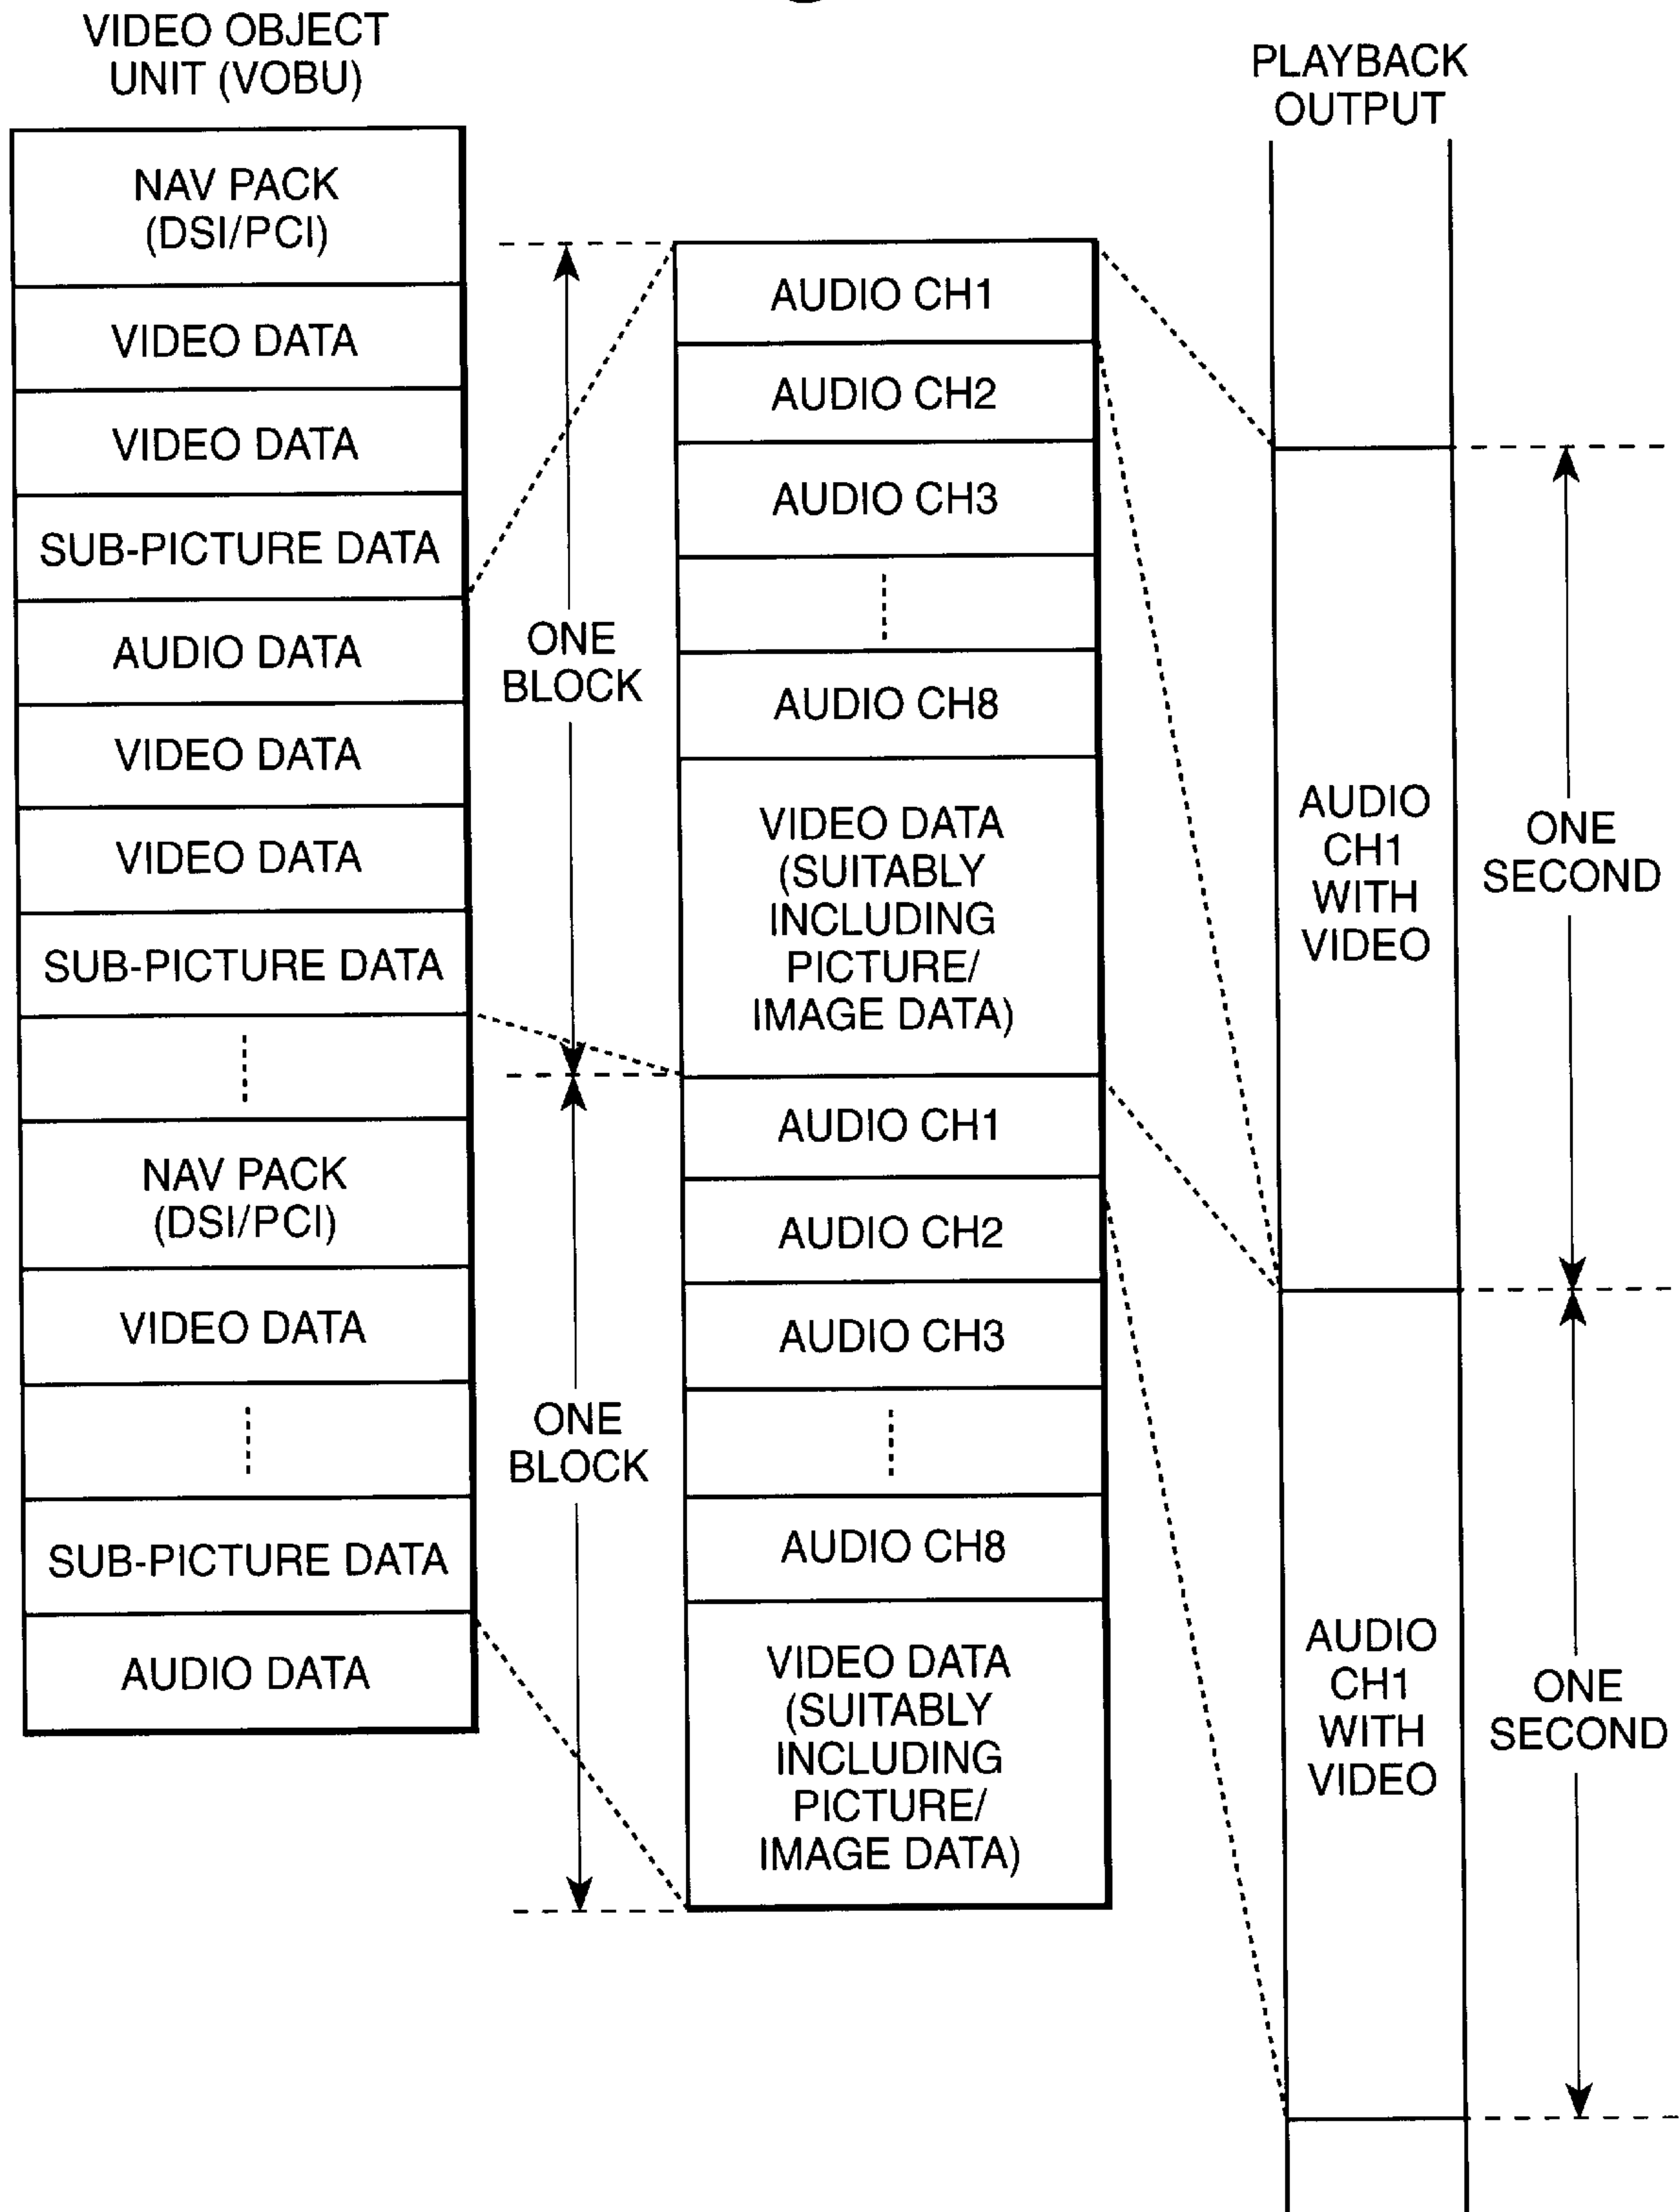 VIDEO OBJECT
UNIT (VOBU)
NAV PACK
(DSI/PCI)
VIDEO DATA
VIDEO DATA
SUB-PICTURE DATA
AUDIO DATA
VIDEO DATA
VIDEO DATA
SUB-PICTURE DATA
NAV PACK
(DSI/PCI)
VIDEO DATA
SUB-PICTURE DATA
AUDIO DATA
ONE
BLOCK
ONE
BLOCK
AUDIO CH1
AUDIO CH2
AUDIO CH3
AUDIO CH8
VIDEO DATA
(SUITABLY
INCLUDING
PICTURE/
IMAGE DATA)
AUDIO CH1
AUDIO CH2
AUDIO CH3
AUDIO CH8
VIDEO DATA
(SUITABLY
INCLUDING
PICTURE/
IMAGE DATA)
PLAYBACK
OUTPUT
AUDIO
CH1
WITH
VIDEO
AUDIO
CH1
WITH
VIDEO
ONE
SECOND
ONE
SECOND